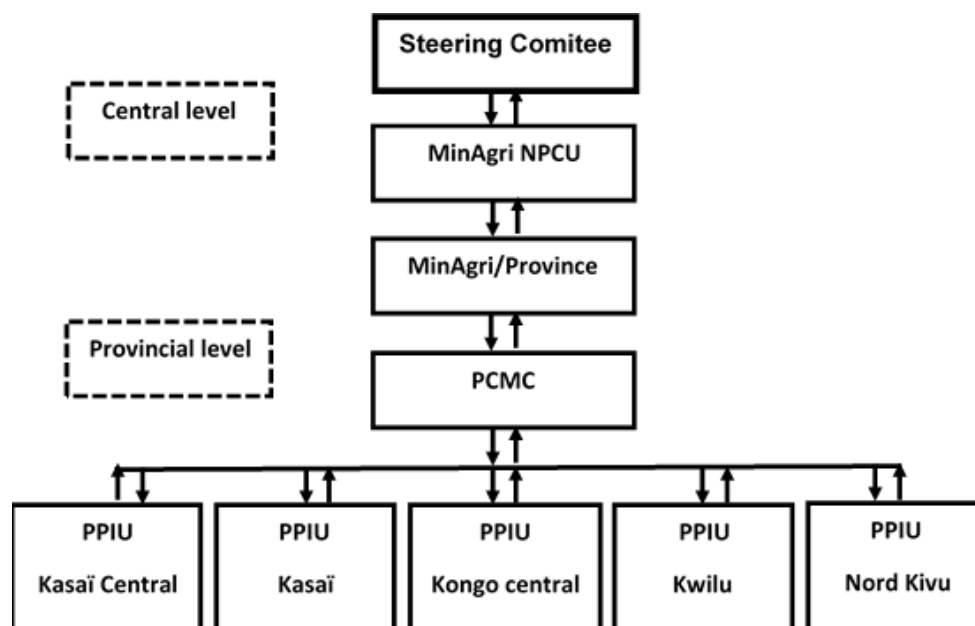 Steering Comitee
Central level
MinAgri NPCU
MinAgri/Province
Provincial level
PCMC
PPIU
Kasaï Central
PPIU
Kasaï
PPIU
Kongo central
PPIU
Kwilu
PPIU
Nord Kivu